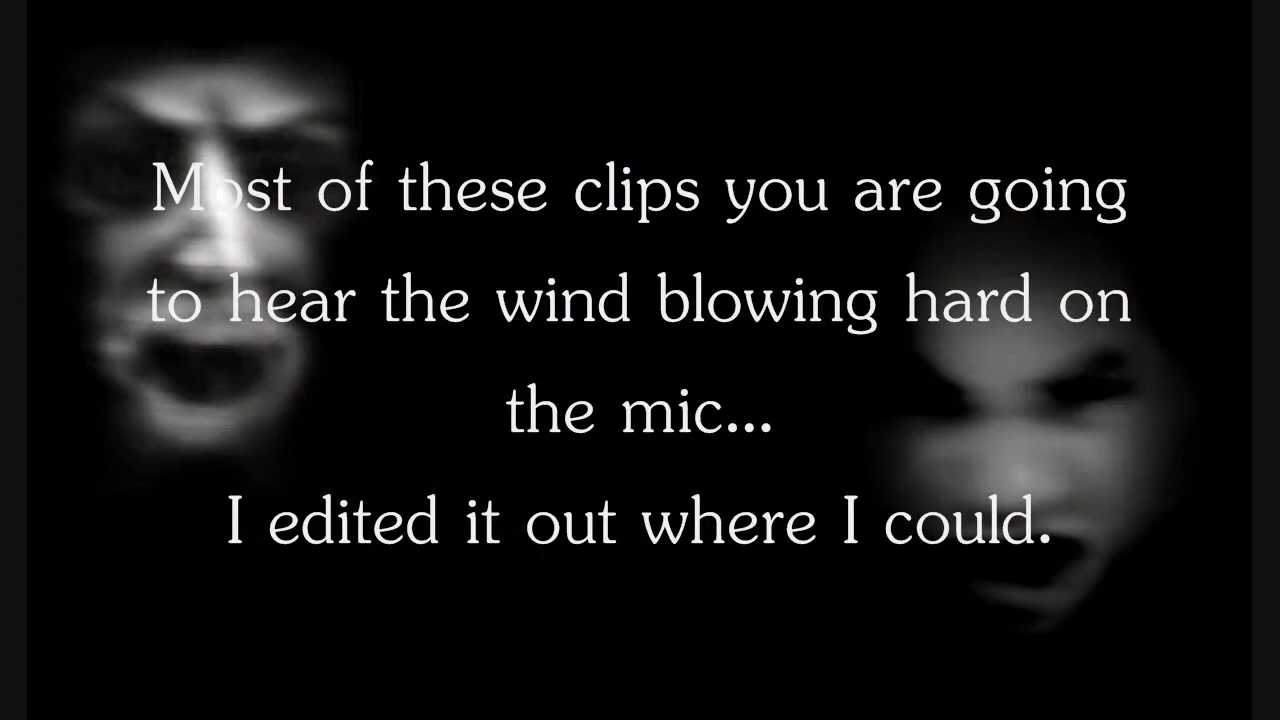 Most of these clips you are going
to hear the wind blowing hard on
the mic...
I edited it out where I could.